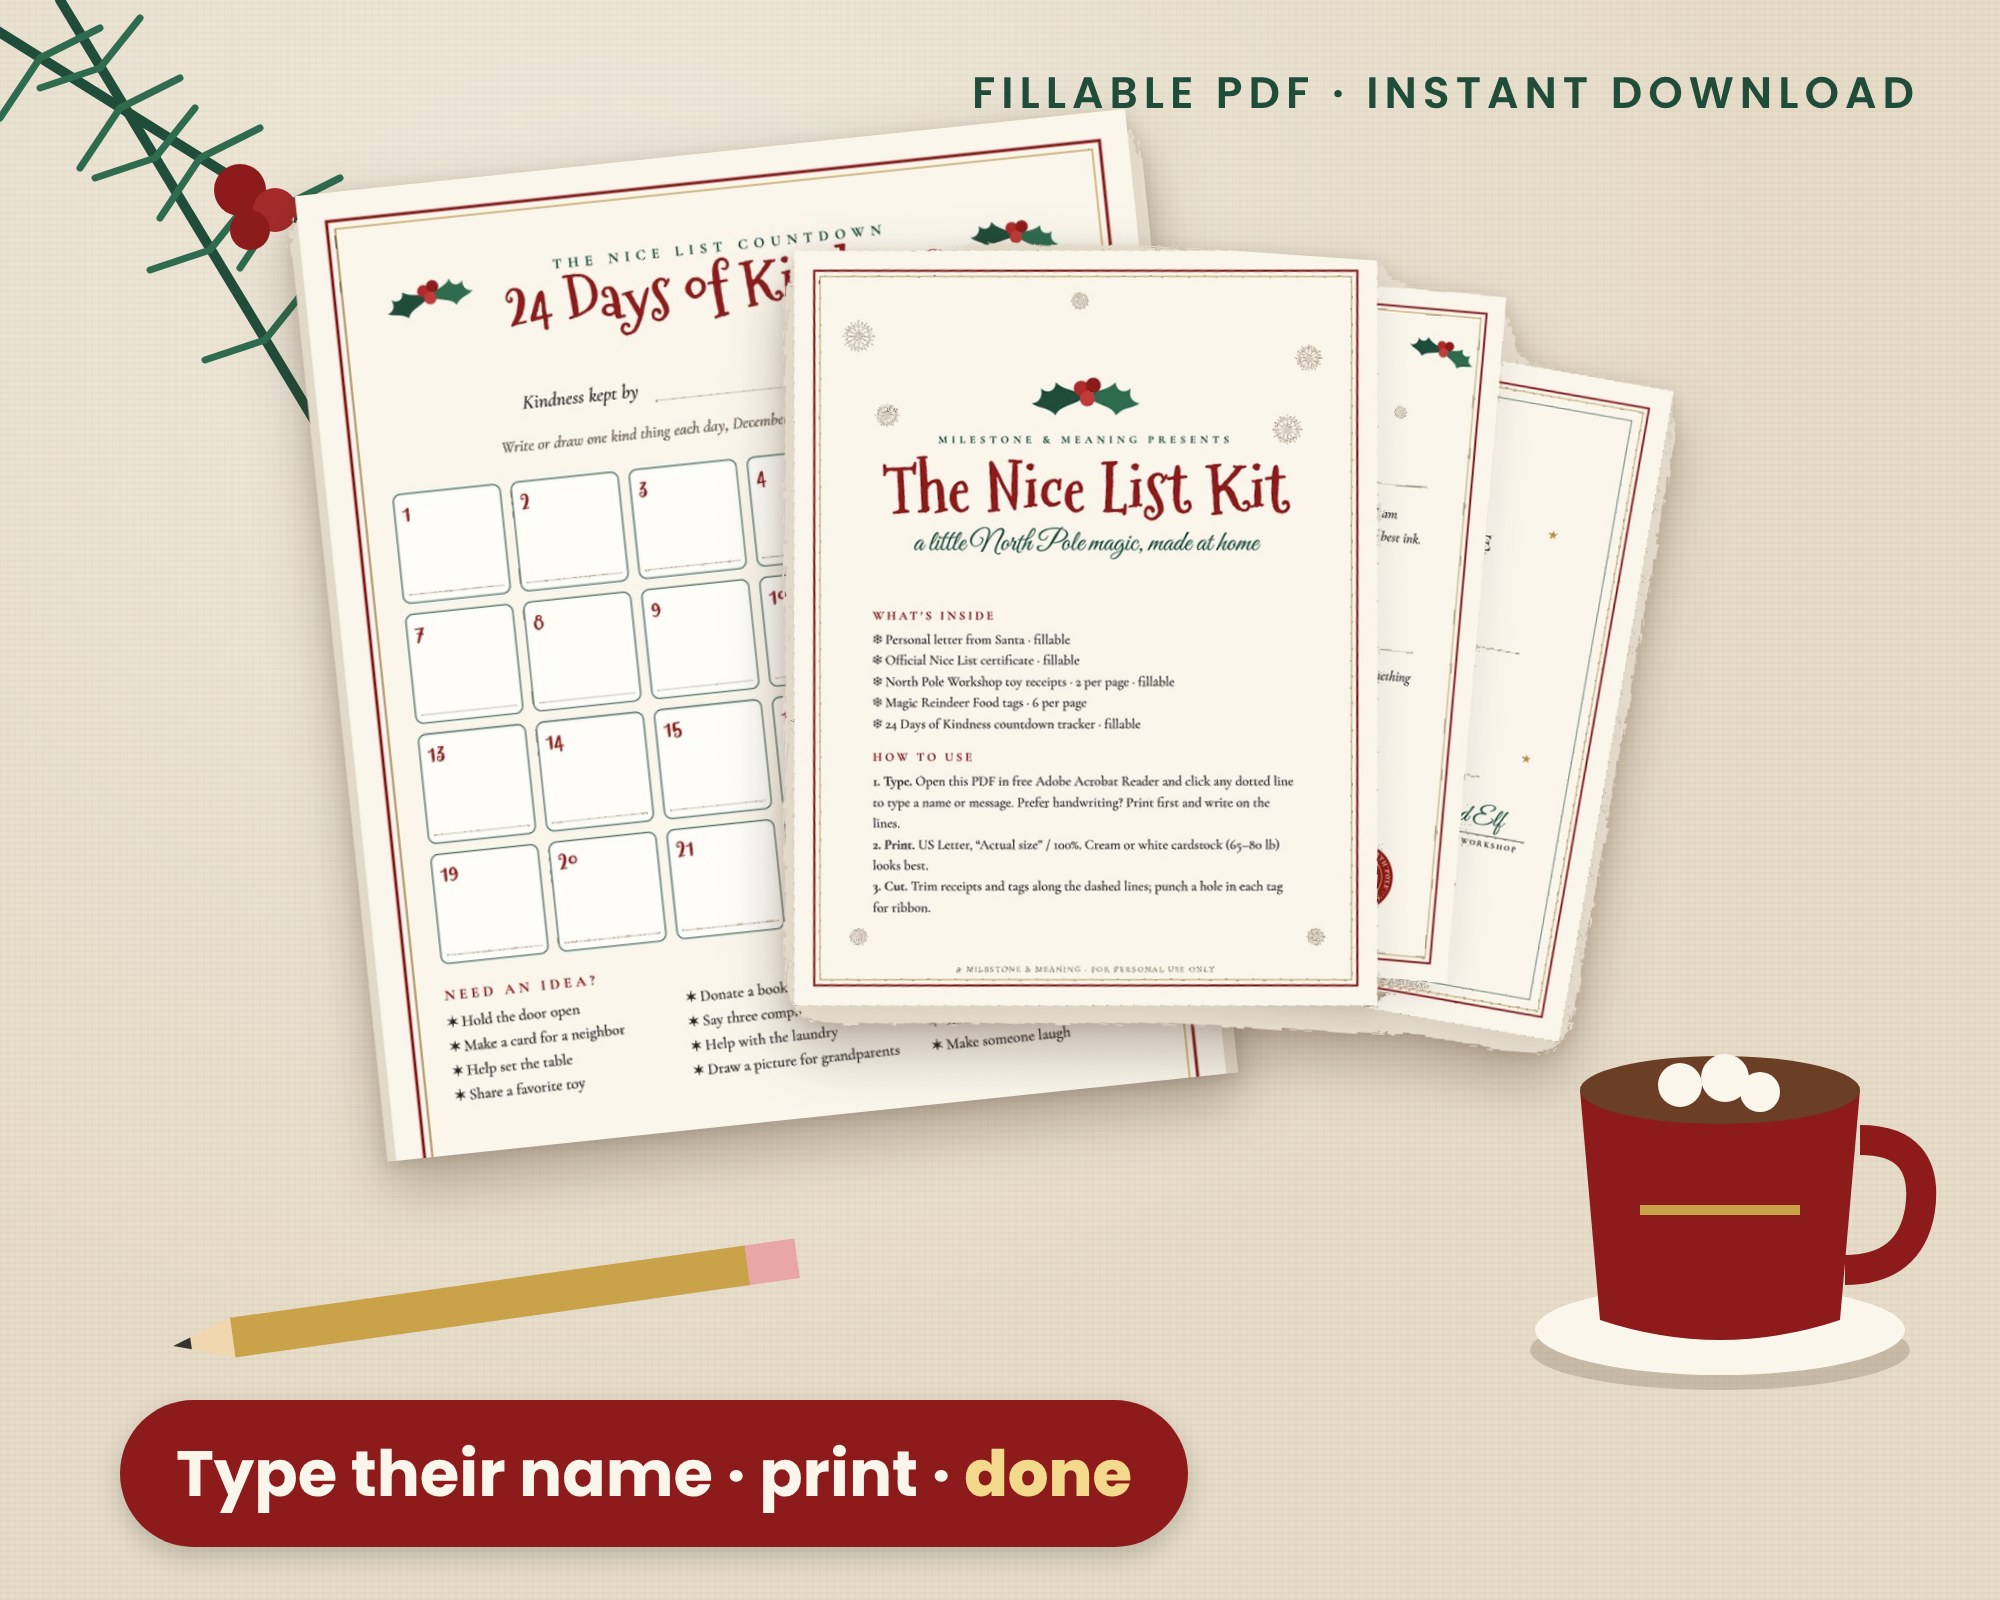 FILLABLE PDF · INSTANT DOWNLOAD
THE NICE LIST COUNTDOWN
24 Days of
Kindness kept by
Write or draw one kind thing each day,
1
2
3
4
7
8
9
13
14
15
19
20
21
NEED AN IDEA?
✶ Hold the door open
✶ Make a card for a neighbor
✶ Help set the table
✶ Share a favorite toy
✶ Donate a book
✶ Say three
✶ Help with the laundry
✶ Draw a picture for grandparents
✶ Make someone laugh
MILESTONE & MEANING PRESENTS
The Nice List Kit
a little North Pole magic, made at home
WHAT'S INSIDE
❄ Personal letter from Santa · fillable
❄ Official Nice List certificate · fillable
❄ North Pole Workshop toy receipts · 2 per page · fillable
❄ Magic Reindeer Food tags · 6 per page
❄ 24 Days of Kindness countdown tracker · fillable
HOW TO USE
1. Type. Open this PDF in free Adobe Acrobat Reader and click any dotted line
to type a name or message. Prefer handwriting? Print first and write on the
lines.
2. Print. US Letter, “Actual size” / 100%. Cream or white cardstock (65–80 lb)
looks best.
3. Cut. Trim receipts and tags along the dashed lines; punch a hole in each tag
for ribbon.
© MILESTONE & MEANING · FOR PERSONAL USE ONLY
am
best ink.
Elf
WORKSHOP
Type their name · print · done